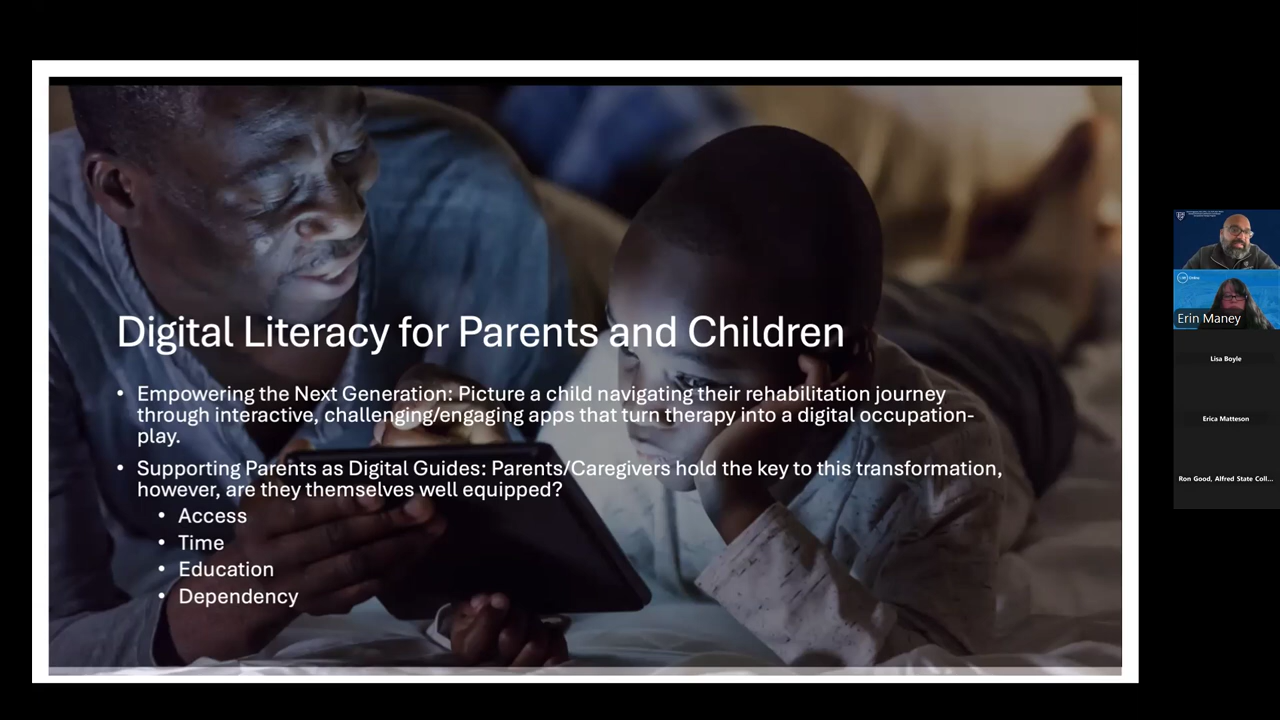 Digital Literacy for Parents and Children
• Empowering the Next Generation: Picture a child navigating their rehabilitation journey
through interactive, challenging/engaging apps that turn therapy into a digital occupation-
play.
• Supporting Parents as Digital Guides: Parents/Caregivers hold the key to this transformation,
however, are they themselves well equipped?
• Access
• Time
• Education
• Dependency
Erin Maney
Lisa Boyle
Erica Matteson
Ron Good, Alfred State Coll...